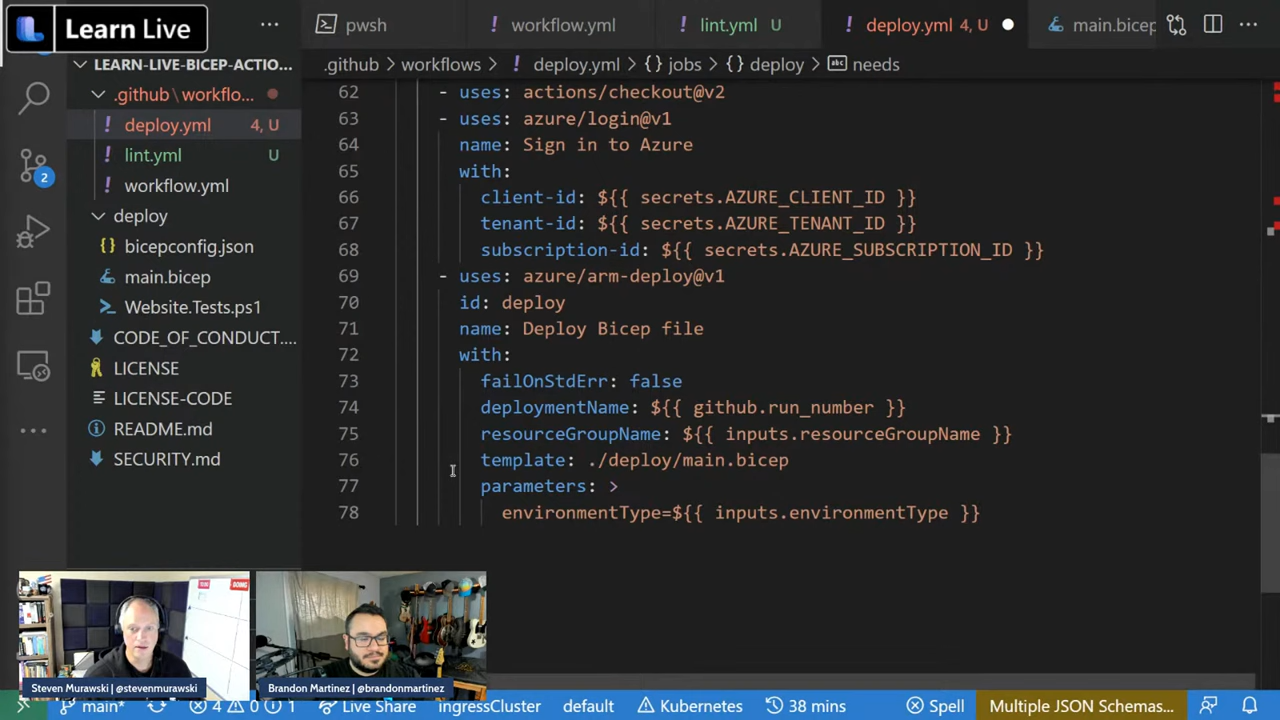 Learn Live
pwsh
workflow.yml
lint.yml U
deploy.yml 4, U
main.bicep
LEARN-LIVE-BICEP-ACTIO...
.github\workflo...
deploy.yml 4, U
lint.yml U
workflow.yml
deploy
bicepconfig.json
main.bicep
Website.Tests.ps1
CODE_OF_CONDUCT....
LICENSE
LICENSE-CODE
README.md
SECURITY.md
2
.github > workflows > deploy.yml > {} jobs > {} deploy > abc needs
62 - uses: actions/checkout@v2
63 - uses: azure/login@v1
64 name: Sign in to Azure
65 with:
66 client-id: ${{ secrets.AZURE_CLIENT_ID }}
67 tenant-id: ${{ secrets.AZURE_TENANT_ID }}
68 subscription-id: ${{ secrets.AZURE_SUBSCRIPTION_ID }}
69 - uses: azure/arm-deploy@v1
70 id: deploy
71 name: Deploy Bicep file
72 with:
73 failOnStdErr: false
74 deploymentName: ${{ github.run_number }}
75 resourceGroupName: ${{ inputs.resourceGroupName }}
76 template: ./deploy/main.bicep
77 parameters: >
78 environmentType=${{ inputs.environmentType }}
Steven Murawski | @stevenmurawski
Brandon Martinez | @brandonmartinez
main* 4 0 1 Live Share ingressCluster default Kubernetes 38 mins Spell Multiple JSON Schemas...